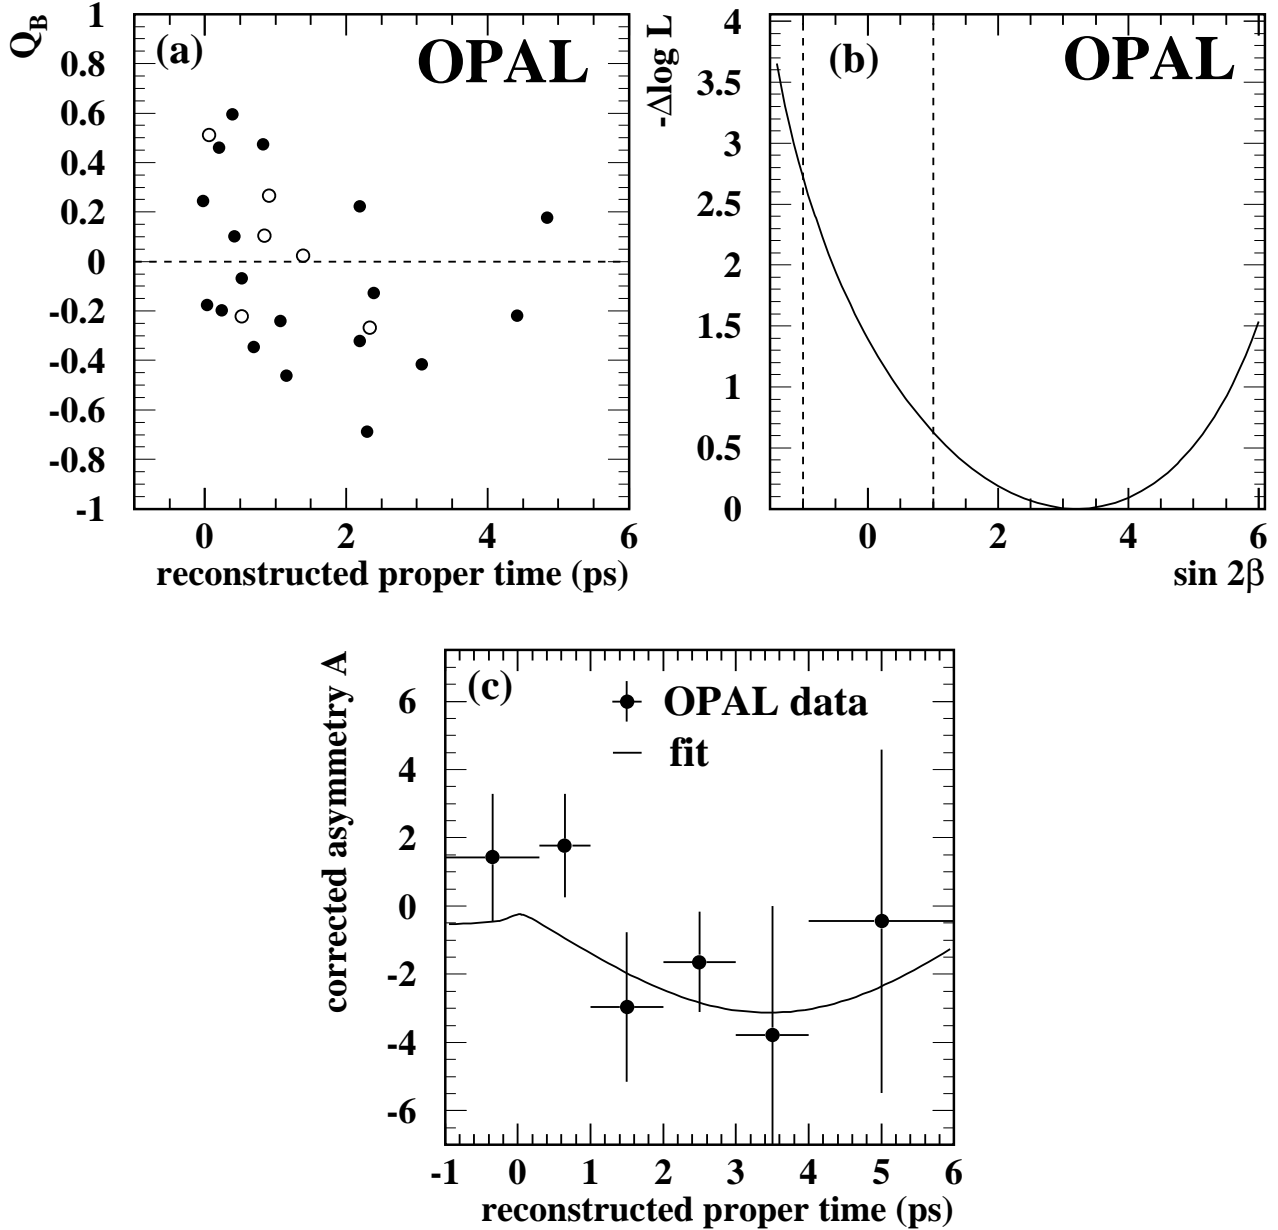 Q_B
1
0.8
0.6
0.4
0.2
0
-0.2
-0.4
-0.6
-0.8
-1
(a)
OPAL
0 2 4 6
reconstructed proper time (ps)
-Δlog L
4
3.5
3
2.5
2
1.5
1
0.5
0
(b)
OPAL
0 2 4 6
sin 2β
corrected asymmetry A
6
4
2
0
-2
-4
-6
(c)
OPAL data
fit
-1 0 1 2 3 4 5 6
reconstructed proper time (ps)